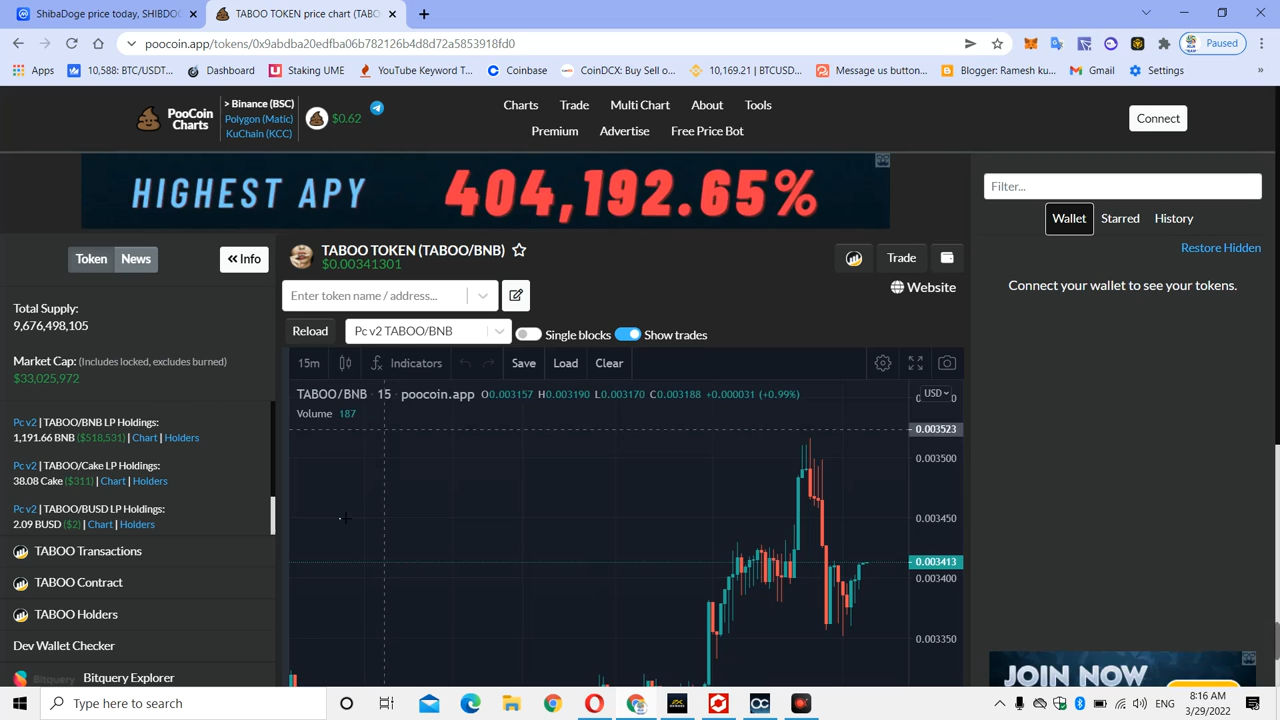 ShibaDoge price today, SHIBDO
TABOO TOKEN price chart (TABO
poocoin.app/tokens/0x9abdba20edfba06b782126b4d8d72a5853918fd0
Paused
Apps
10,588 BTC/USDT...
Dashboard
Staking UME
YouTube Keyword T...
Coinbase
CoinDCX: Buy Sell o...
10,169.21 | BTCUSD...
Message us button...
Blogger: Ramesh ku...
Gmail
Settings
PooCoin
Charts
> Binance (BSC)
Polygon (Matic)
KuChain (KCC)
$0.62
Charts Trade Multi Chart About Tools
Premium Advertise Free Price Bot
Connect
HIGHEST APY 404,192.65%
Filter...
Wallet Starred History
Restore Hidden
Connect your wallet to see your tokens.
Token News
Info
Total Supply:
9,676,498,105
Market Cap: (Includes locked, excludes burned)
$33,025,972
Pc v2 | TABOO/BNB LP Holdings:
1,191.66 BNB ($518,531) | Chart | Holders
Pc v2 | TABOO/Cake LP Holdings:
38.08 Cake ($311) | Chart | Holders
Pc v2 | TABOO/BUSD LP Holdings:
2.09 BUSD ($2) | Chart | Holders
TABOO Transactions
TABOO Contract
TABOO Holders
Dev Wallet Checker
Bitquery Bitquery Explorer
TABOO TOKEN (TABOO/BNB)
$0.00341301
Trade
Website
Enter token name / address...
Reload
Pc v2 TABOO/BNB
Single blocks
Show trades
15m
Indicators
Save
Load
Clear
TABOO/BNB · 15 · poocoin.app O0.003157 H0.003190 L0.003170 C0.003188 +0.000031 (+0.99%)
Volume 187
USD
0.003523
0.003500
0.003450
0.003413
0.003400
0.003350
JOIN NOW
Type here to search
ENG
8:16 AM
3/29/2022